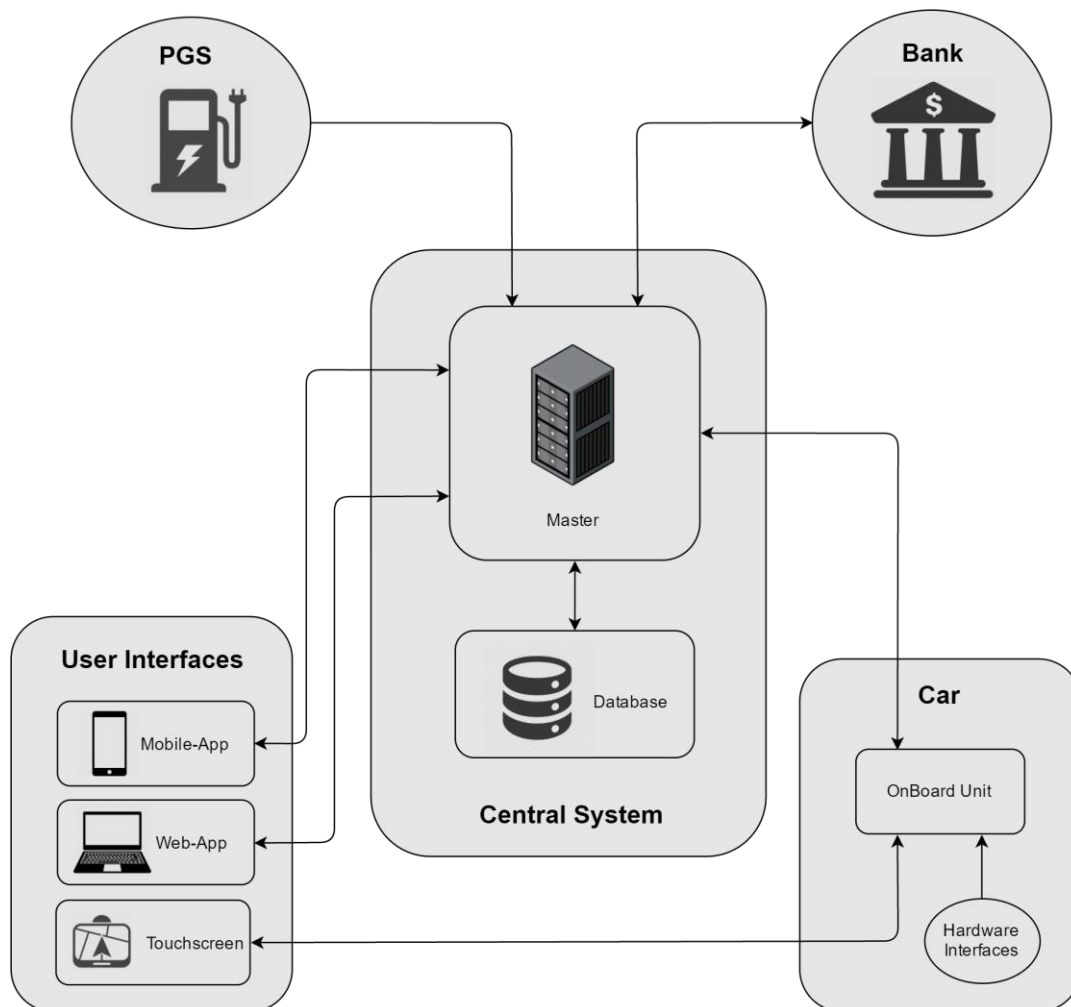 PGS
Bank
$
Master
Database
Central System
User Interfaces
Mobile-App
Web-App
Touchscreen
Car
OnBoard Unit
Hardware
Interfaces